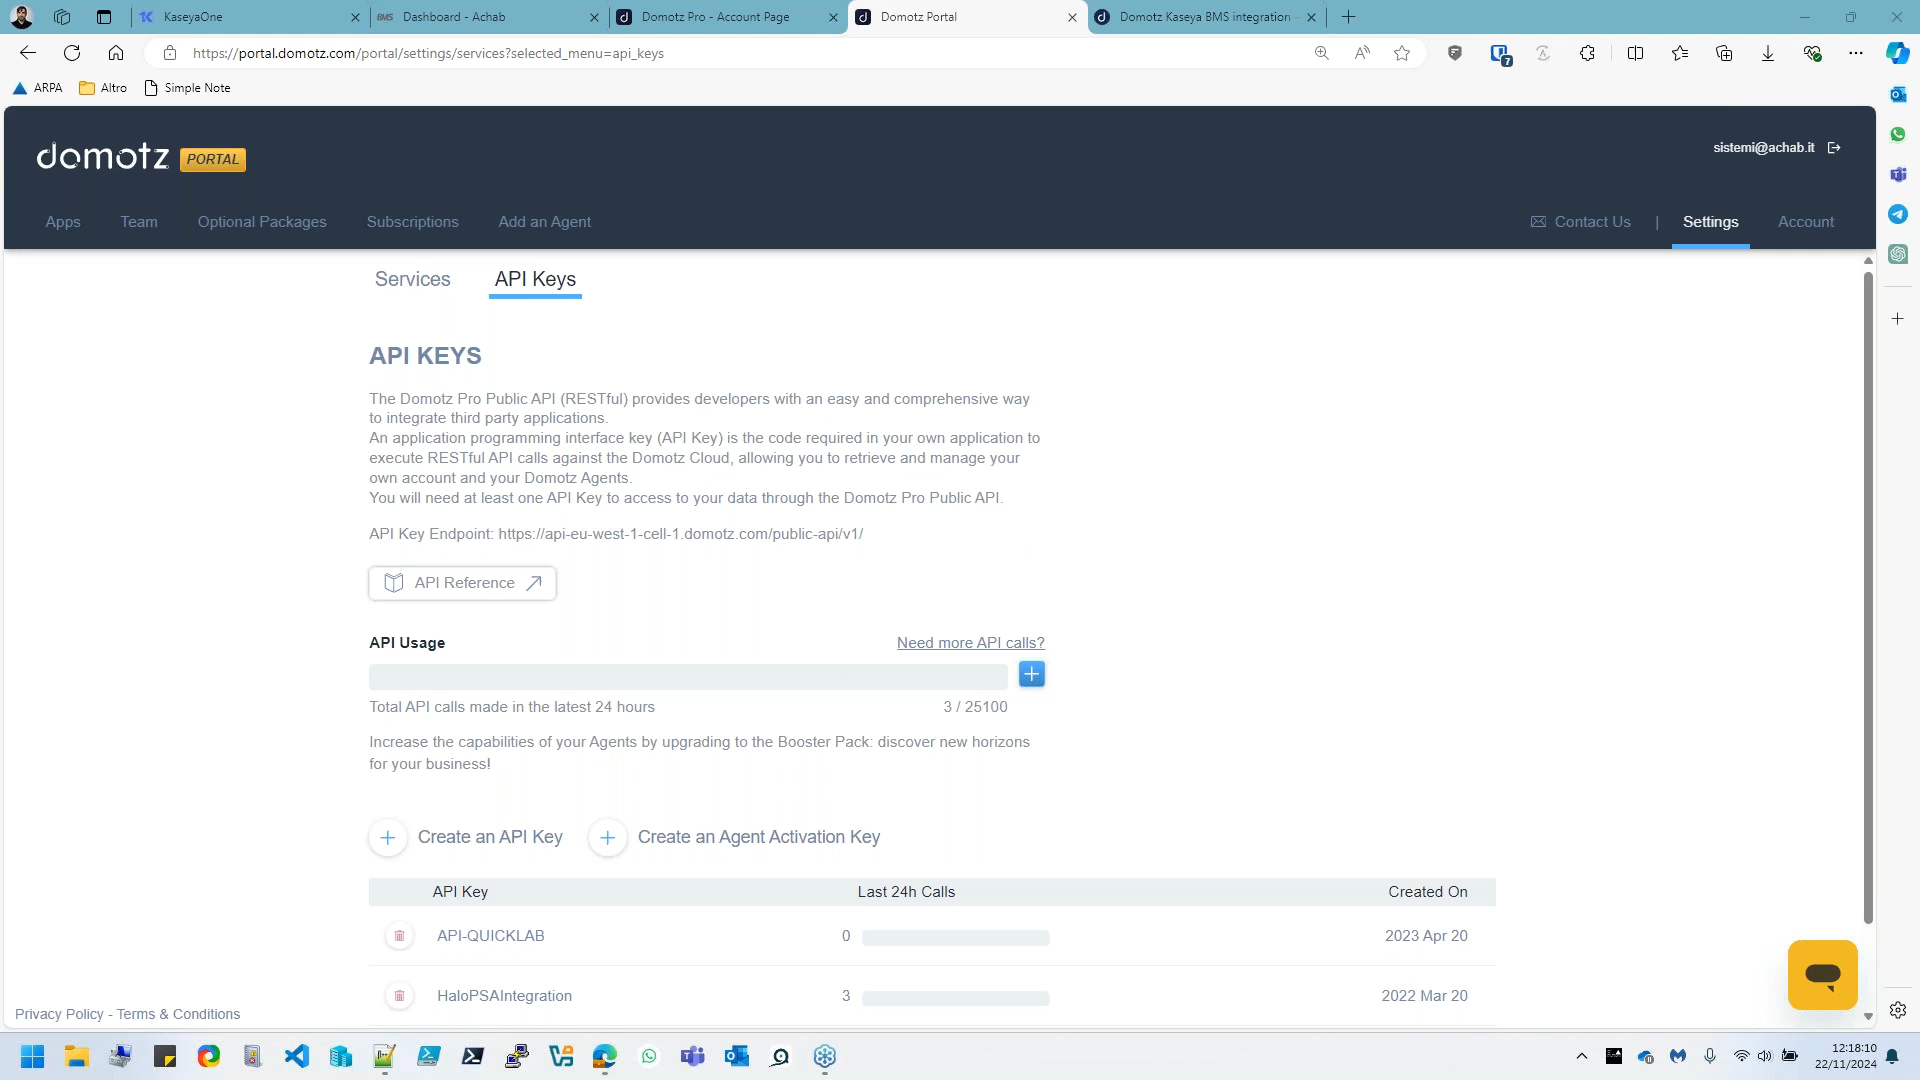 KaseyaOne
BMS Dashboard - Achab
Domotz Pro - Account Page
Domotz Portal
Domotz Kaseya BMS integration
https://portal.domotz.com/portal/settings/services?selected_menu=api_keys
7
ARPA
Altro
Simple Note
domotz PORTAL
sistemi@achab.it
Apps
Team
Optional Packages
Subscriptions
Add an Agent
Contact Us
|
Settings
Account
Services
API Keys
API KEYS
The Domotz Pro Public API (RESTful) provides developers with an easy and comprehensive way
to integrate third party applications.
An application programming interface key (API Key) is the code required in your own application to
execute RESTful API calls against the Domotz Cloud, allowing you to retrieve and manage your
own account and your Domotz Agents.
You will need at least one API Key to access to your data through the Domotz Pro Public API.
API Key Endpoint: https://api-eu-west-1-cell-1.domotz.com/public-api/v1/
API Reference
API Usage
Need more API calls?
Total API calls made in the latest 24 hours
3 / 25100
Increase the capabilities of your Agents by upgrading to the Booster Pack: discover new horizons
for your business!
Create an API Key
Create an Agent Activation Key
API Key
Last 24h Calls
Created On
API-QUICKLAB
0
2023 Apr 20
HaloPSAIntegration
3
2022 Mar 20
Privacy Policy - Terms & Conditions
12:18:10
22/11/2024